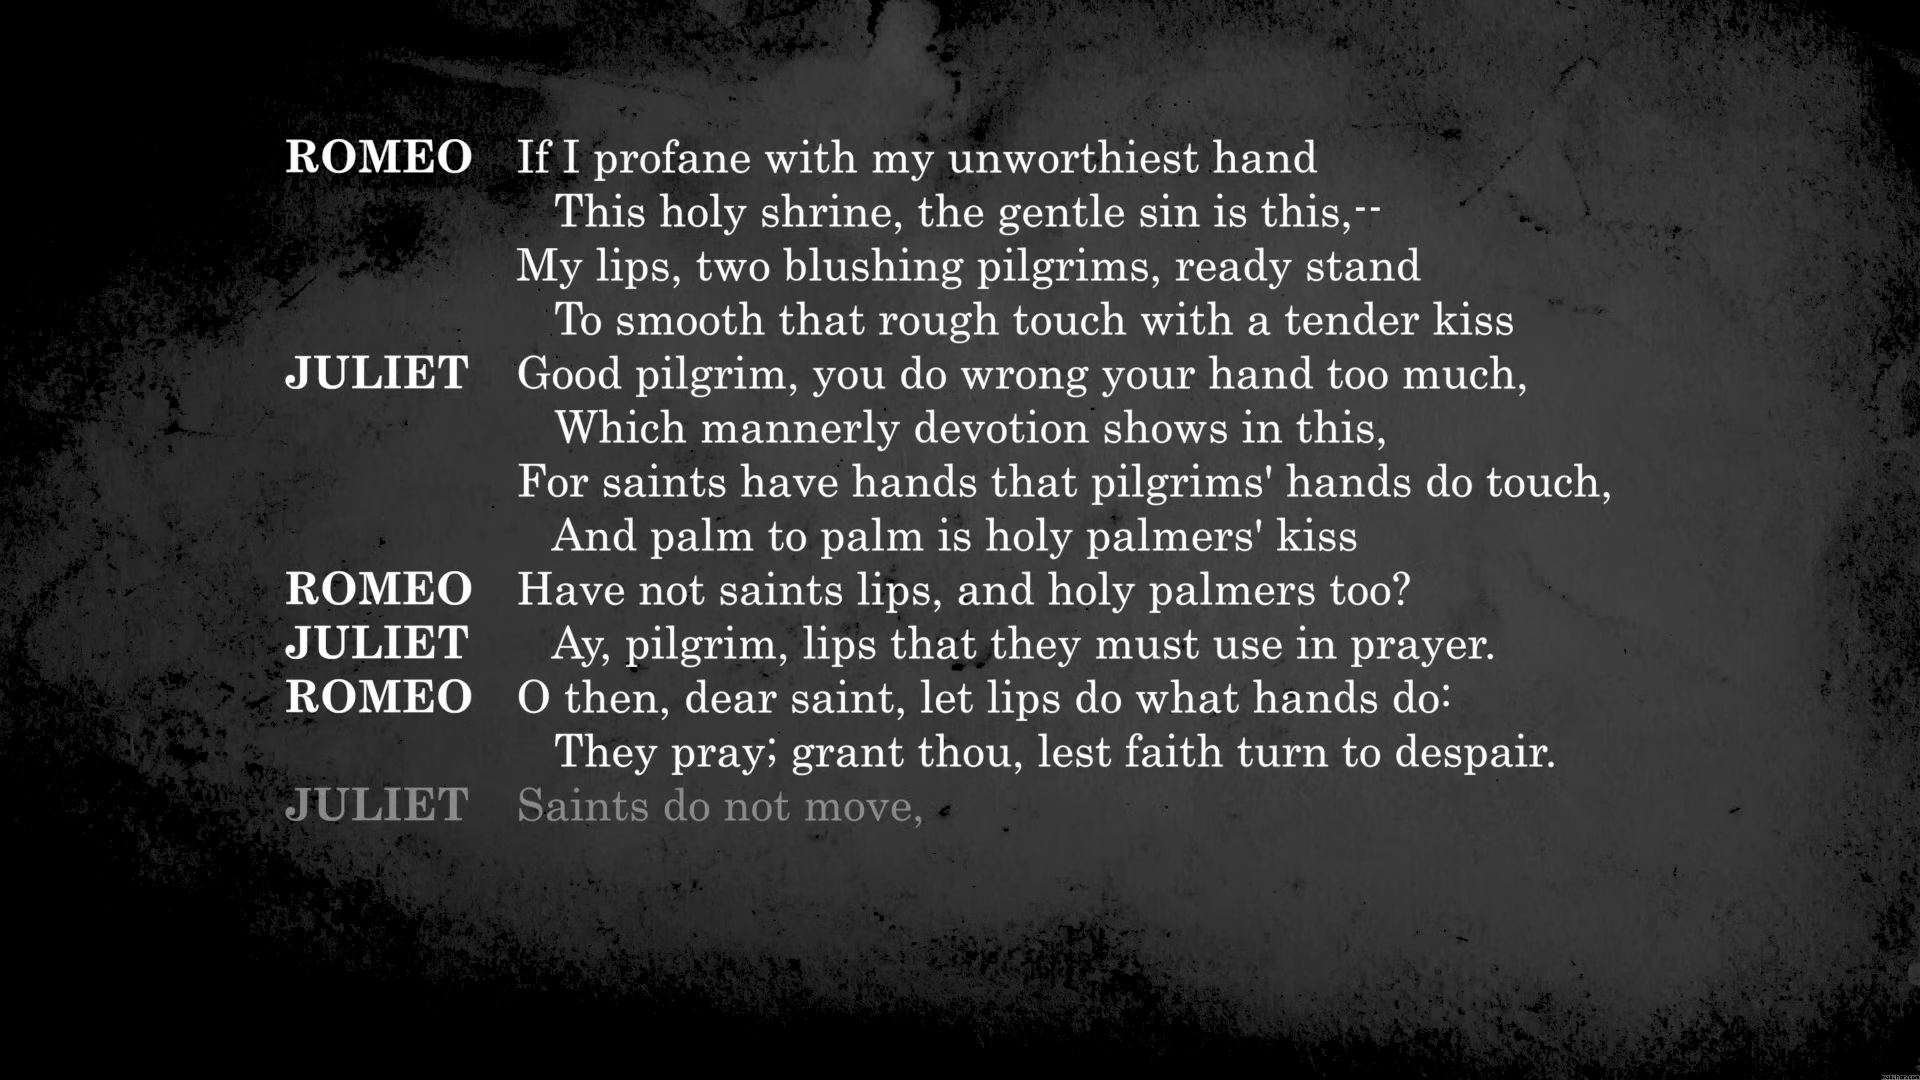 ROMEO If I profane with my unworthiest hand
This holy shrine, the gentle sin is this,--
My lips, two blushing pilgrims, ready stand
To smooth that rough touch with a tender kiss
JULIET Good pilgrim, you do wrong your hand too much,
Which mannerly devotion shows in this,
For saints have hands that pilgrims' hands do touch,
And palm to palm is holy palmers' kiss
ROMEO Have not saints lips, and holy palmers too?
JULIET Ay, pilgrim, lips that they must use in prayer.
ROMEO O then, dear saint, let lips do what hands do:
They pray; grant thou, lest faith turn to despair.
JULIET Saints do not move,